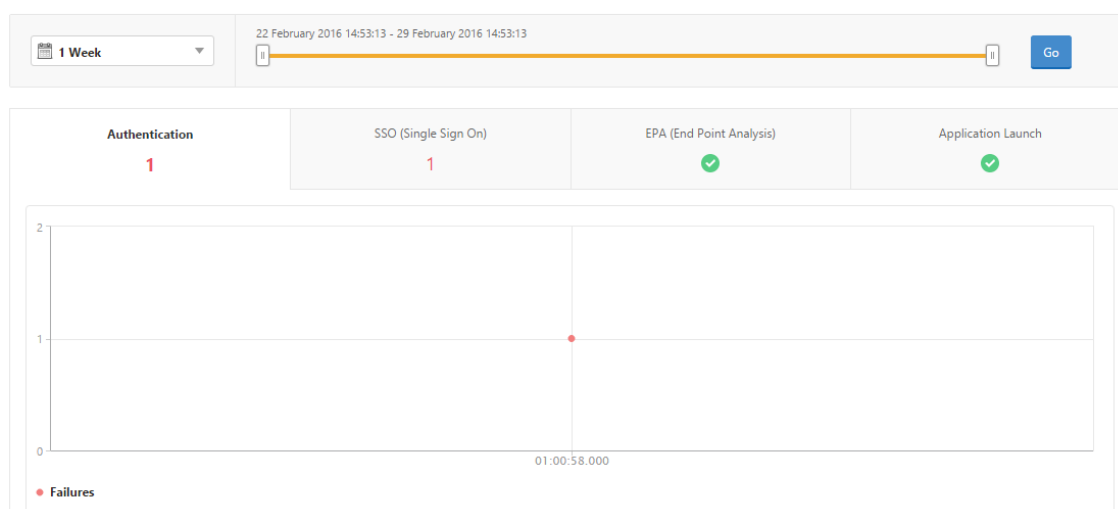 22 February 2016 14:53:13 - 29 February 2016 14:53:13
1 Week
Go
Authentication
1
SSO (Single Sign On)
1
EPA (End Point Analysis)
Application Launch
2
1
0
01:00:58.000
Failures